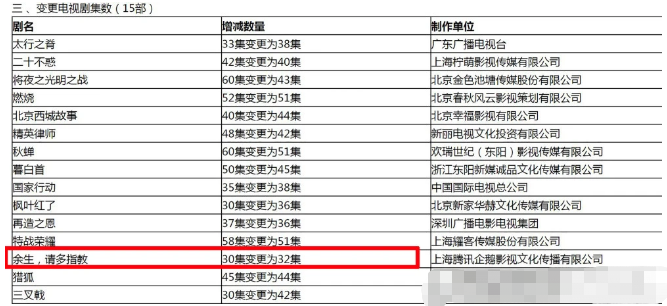 三、变更电视剧集数（15部）
剧名 增减数量 制作单位
太行之脊 33集变更为38集 广东广播电视台
二十不惑 42集变更为40集 上海柠萌影视传媒有限公司
将夜之光明之战 60集变更为43集 北京金色池塘传媒股份有限公司
燃烧 52集变更为51集 北京春秋风云影视策划有限公司
北京西城故事 40集变更为44集 北京幸福影视有限公司
精英律师 48集变更为42集 新丽电视文化投资有限公司
秋蝉 60集变更为51集 欢瑞世纪（东阳）影视传媒有限公司
暮白首 50集变更为45集 浙江东阳新媒诚品文化传媒有限公司
国家行动 35集变更为38集 中国国际电视总公司
枫叶红了 30集变更为36集 北京新家华赫文化传媒有限公司
再造之恩 37集变更为36集 深圳广播电影电视集团
特战荣耀 58集变更为51集 上海耀客传媒股份有限公司
余生，请多指教 30集变更为32集 上海腾讯企鹅影视文化传播有限公司
猎狐 45集变更为44集
三叉戟 30集变更为42集